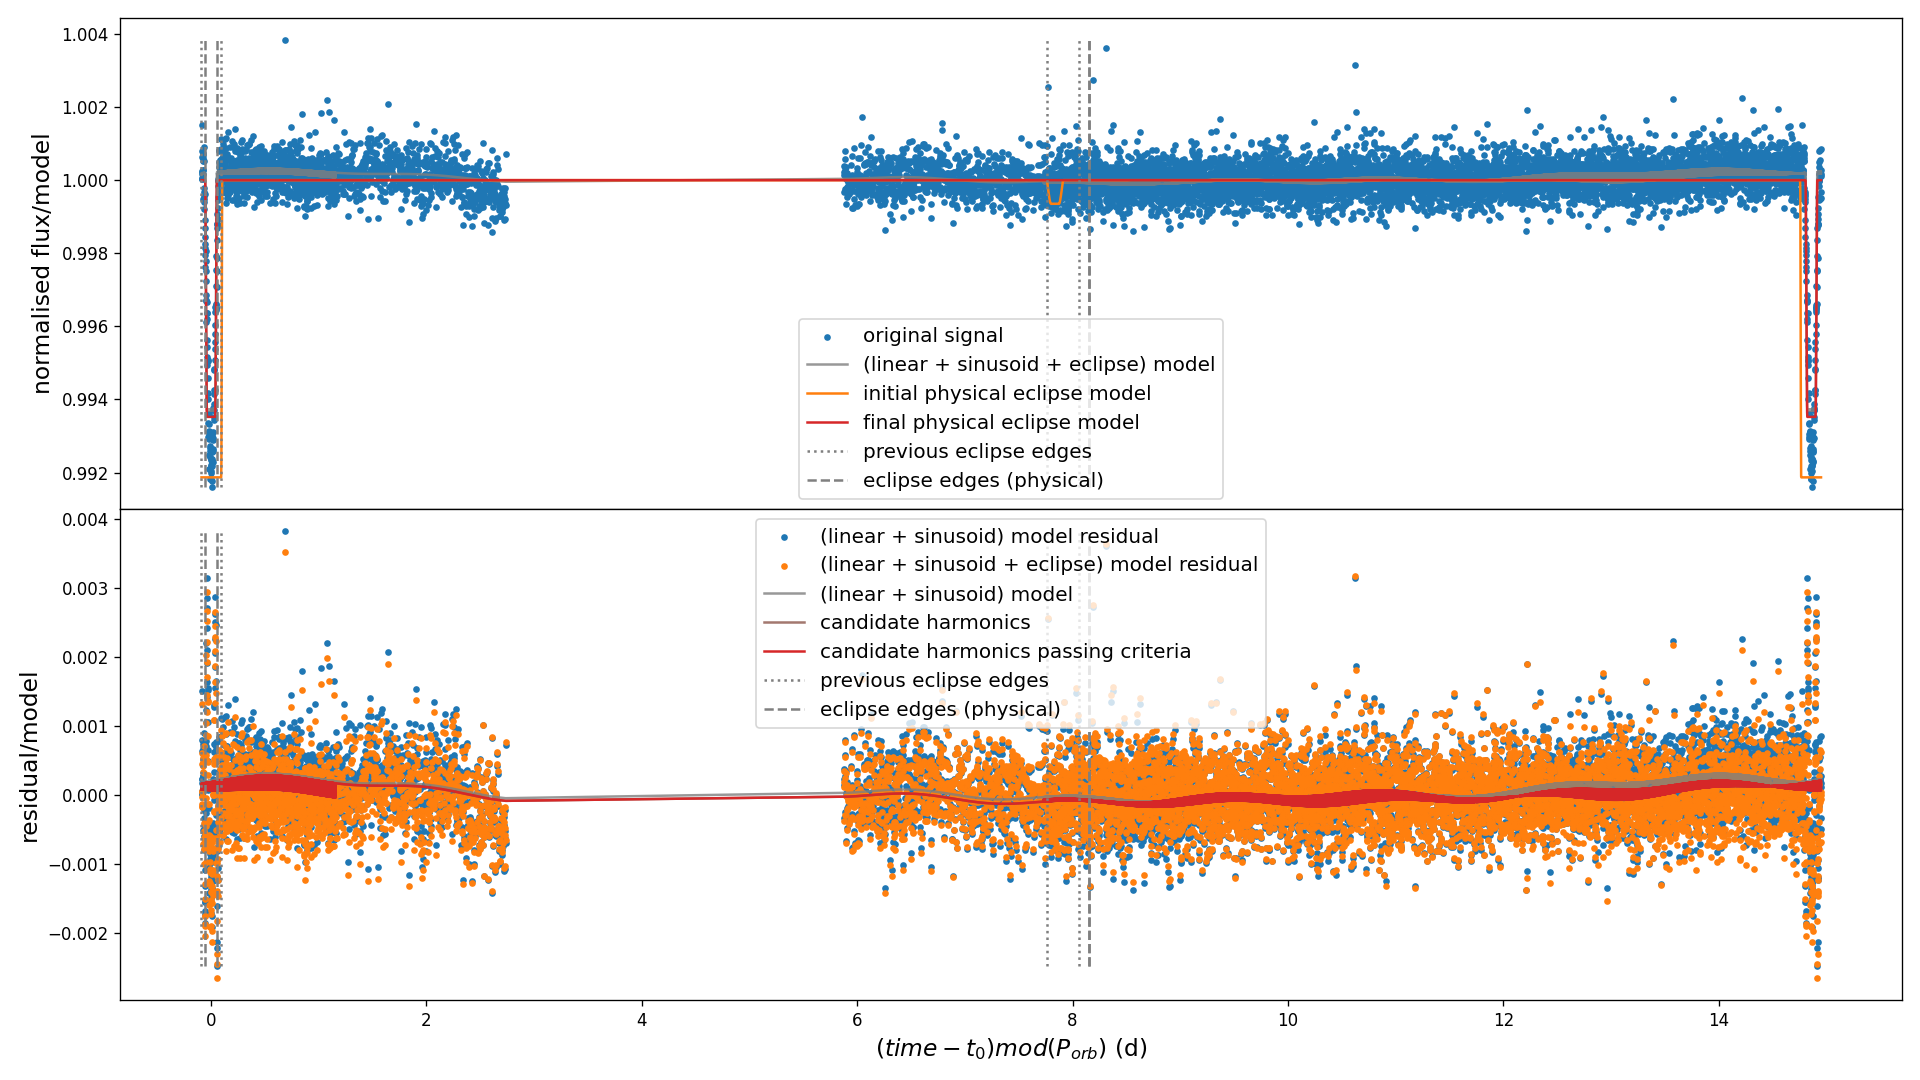 1.004
1.002
1.000
0.998
0.996
0.994
0.992
normalised flux/model
original signal
(linear + sinusoid + eclipse) model
initial physical eclipse model
final physical eclipse model
previous eclipse edges
eclipse edges (physical)
0.004
0.003
0.002
0.001
0.000
−0.001
−0.002
residual/model
(linear + sinusoid) model residual
(linear + sinusoid + eclipse) model residual
(linear + sinusoid) model
candidate harmonics
candidate harmonics passing criteria
previous eclipse edges
eclipse edges (physical)
0 2 4 6 8 10 12 14
(time − t₀)mod(P_orb) (d)